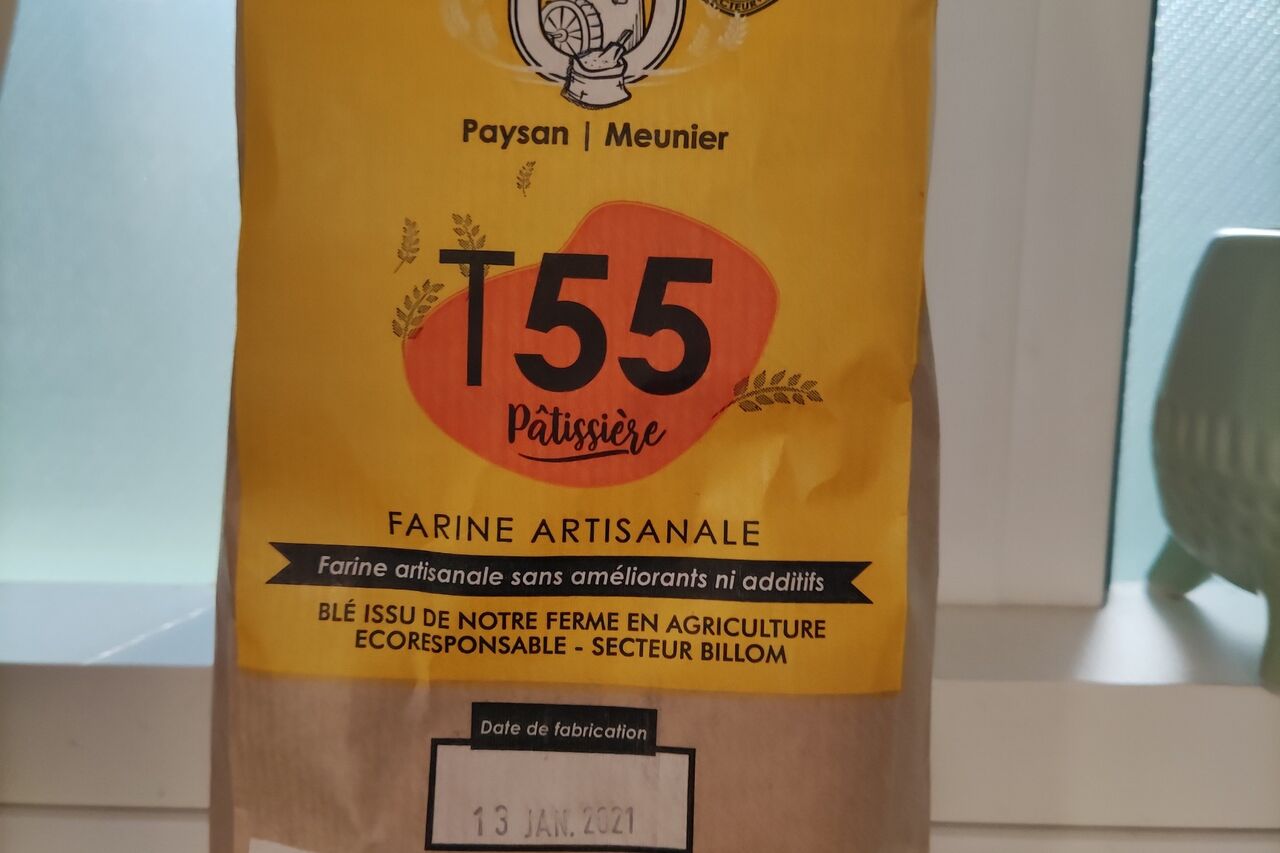 CTEUR
Paysan | Meunier
T55
Pâtissière
FARINE ARTISANALE
Farine artisanale sans améliorants ni additifs
BLÉ ISSU DE NOTRE FERME EN AGRICULTURE
ECORESPONSABLE - SECTEUR BILLOM
Date de fabrication
13 JAN. 2021